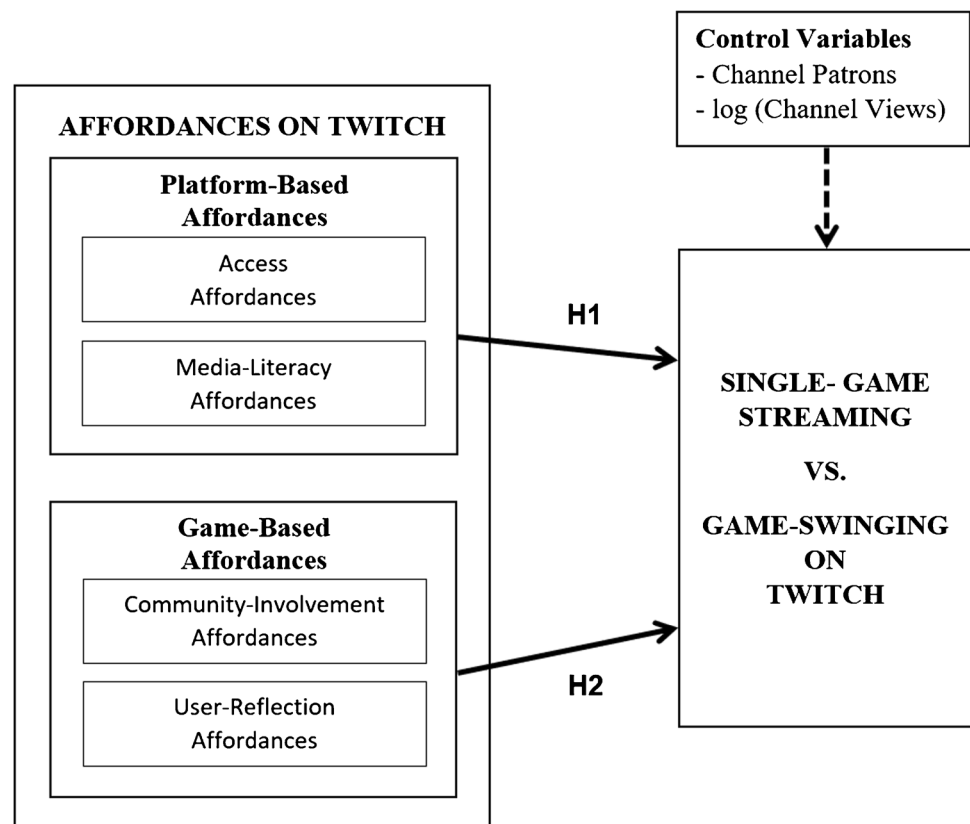 Control Variables
- Channel Patrons
- log (Channel Views)
AFFORDANCES ON TWITCH
Platform-Based
Affordances
Access
Affordances
Media-Literacy
Affordances
H1
Game-Based
Affordances
Community-Involvement
Affordances
User-Reflection
Affordances
H2
SINGLE- GAME
STREAMING
VS.
GAME-SWINGING
ON
TWITCH